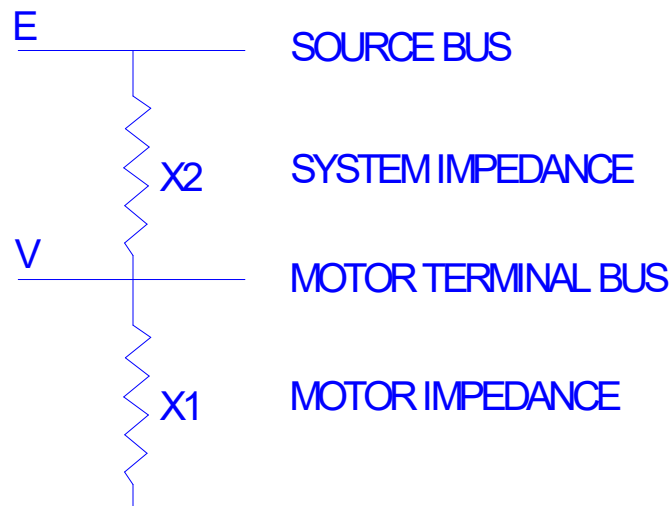 E
SOURCE BUS
X2
SYSTEM IMPEDANCE
V
MOTOR TERMINAL BUS
X1
MOTOR IMPEDANCE